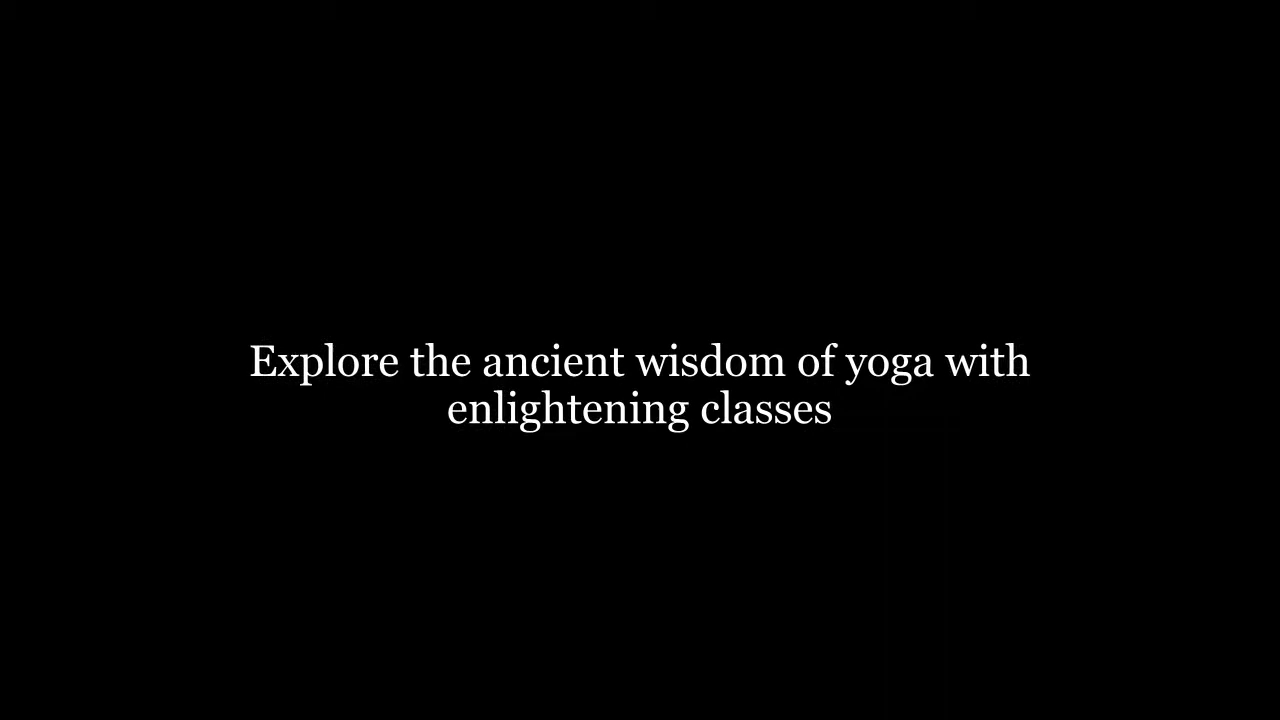 Explore the ancient wisdom of yoga with
enlightening classes